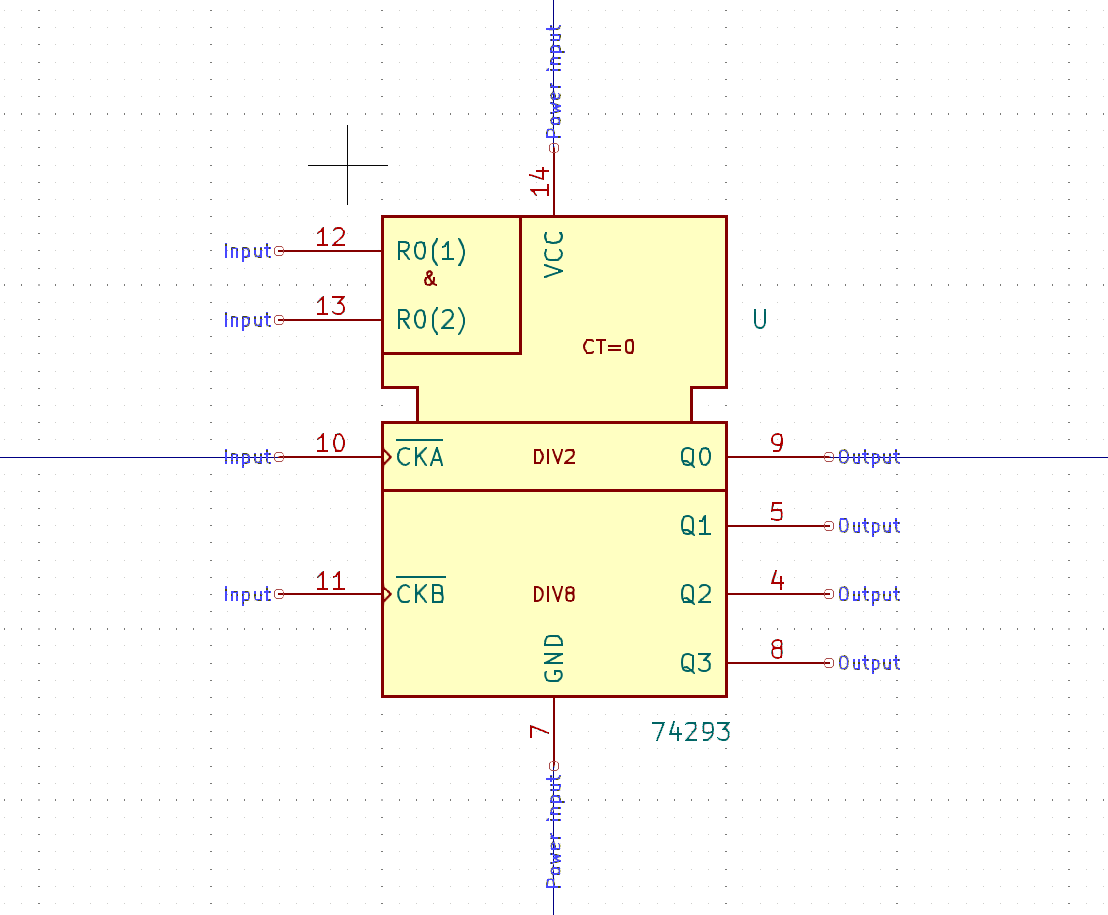 Power input
14
Input 12 R0(1) VCC
&
Input 13 R0(2) U
CT=0
Input 10 CKA DIV2 Q0 9 Output
Q1 5 Output
Input 11 CKB DIV8 Q2 4 Output
GND Q3 8 Output
7 74293
Power input